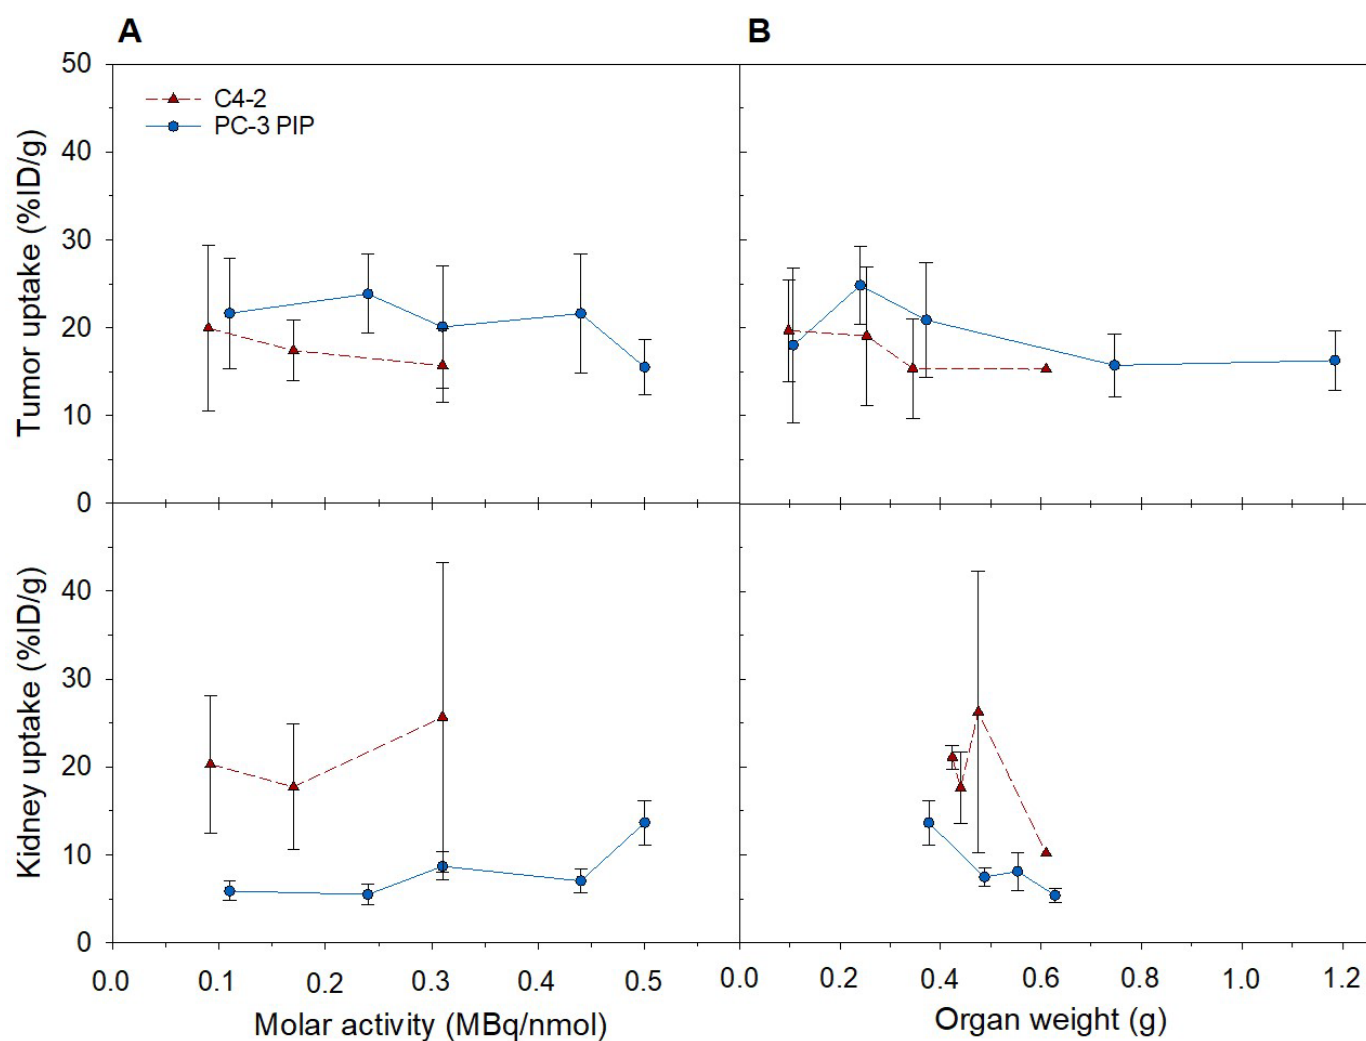 A
B
C4-2
PC-3 PIP
Tumor uptake (%ID/g)
50
40
30
20
10
0
Kidney uptake (%ID/g)
40
30
20
10
0
0.0 0.1 0.2 0.3 0.4 0.5
Molar activity (MBq/nmol)
0.0 0.2 0.4 0.6 0.8 1.0 1.2
Organ weight (g)